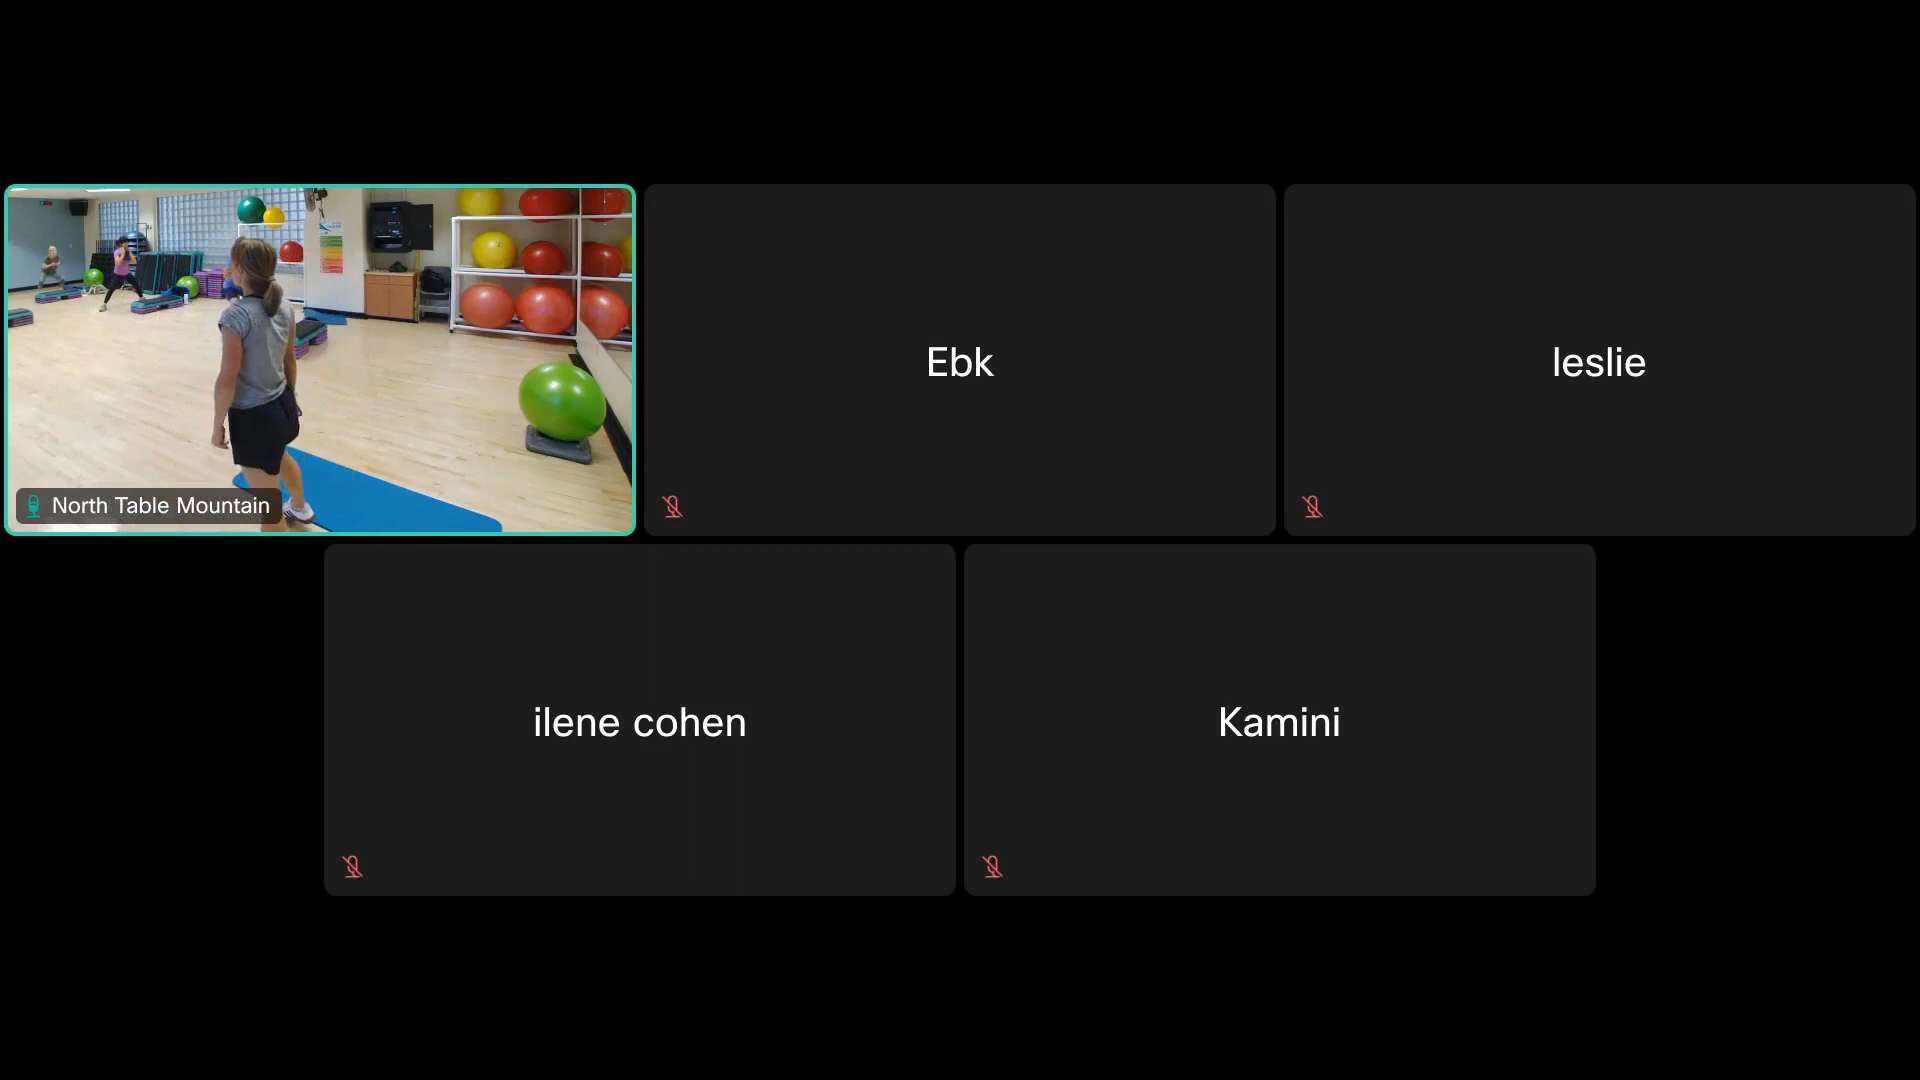 North Table Mountain
Ebk
leslie
ilene cohen
Kamini